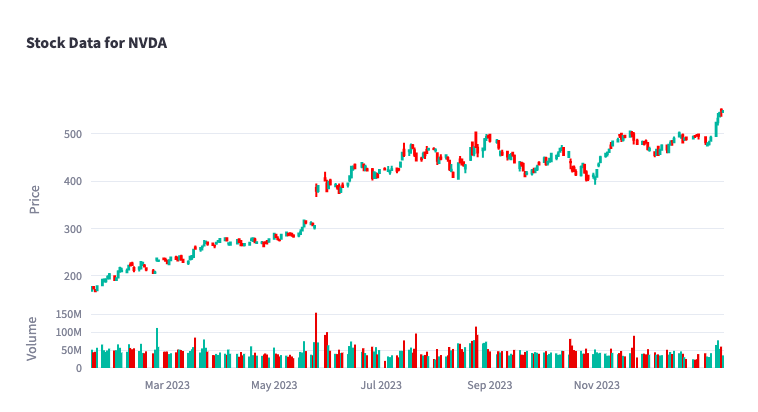 Stock Data for NVDA
500
400
300
200
Price
150M
100M
50M
0
Volume
Mar 2023
May 2023
Jul 2023
Sep 2023
Nov 2023